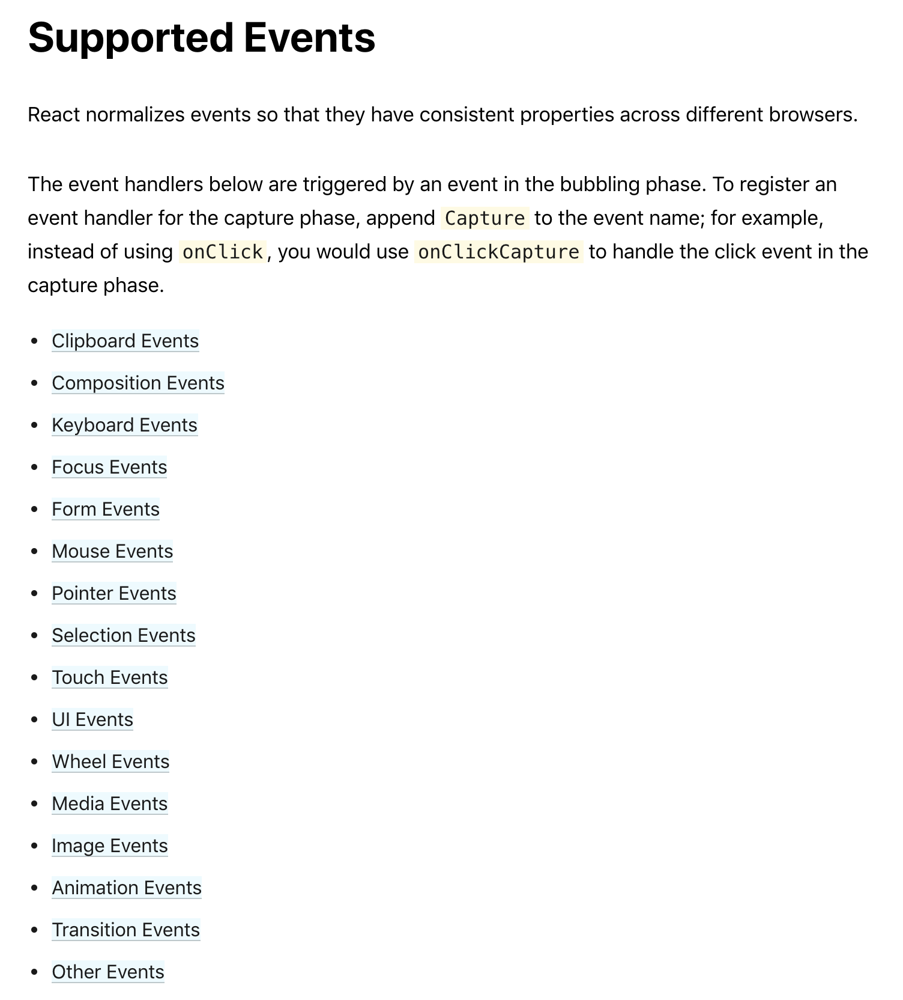 Supported Events
React normalizes events so that they have consistent properties across different browsers.
The event handlers below are triggered by an event in the bubbling phase. To register an
event handler for the capture phase, append Capture to the event name; for example,
instead of using onClick, you would use onClickCapture to handle the click event in the
capture phase.
• Clipboard Events
• Composition Events
• Keyboard Events
• Focus Events
• Form Events
• Mouse Events
• Pointer Events
• Selection Events
• Touch Events
• UI Events
• Wheel Events
• Media Events
• Image Events
• Animation Events
• Transition Events
• Other Events